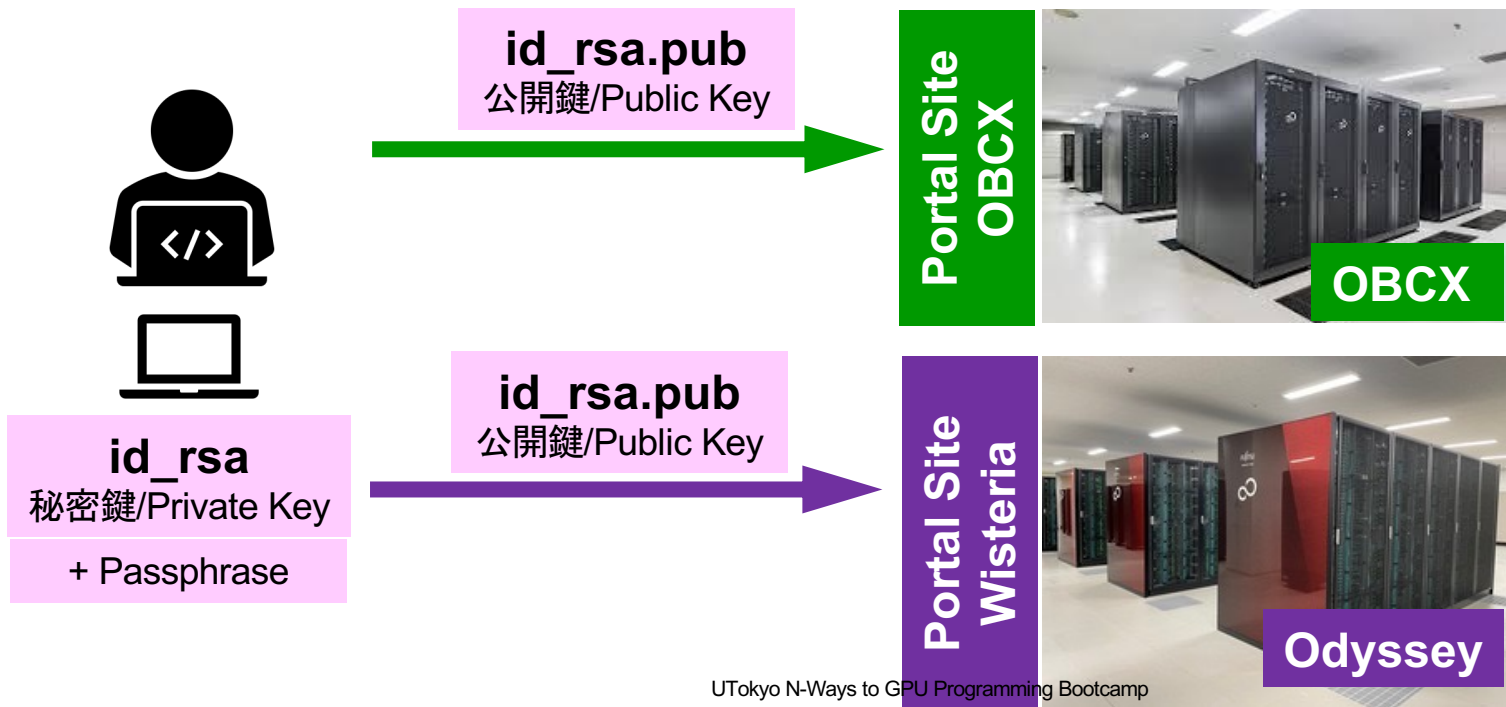 id_rsa.pub
公開鍵/Public Key
Portal Site
OBCX
OBCX
</>
id_rsa.pub
公開鍵/Public Key
id_rsa
秘密鍵/Private Key
+ Passphrase
Portal Site
Wisteria
Odyssey
UTokyo N-Ways to GPU Programming Bootcamp